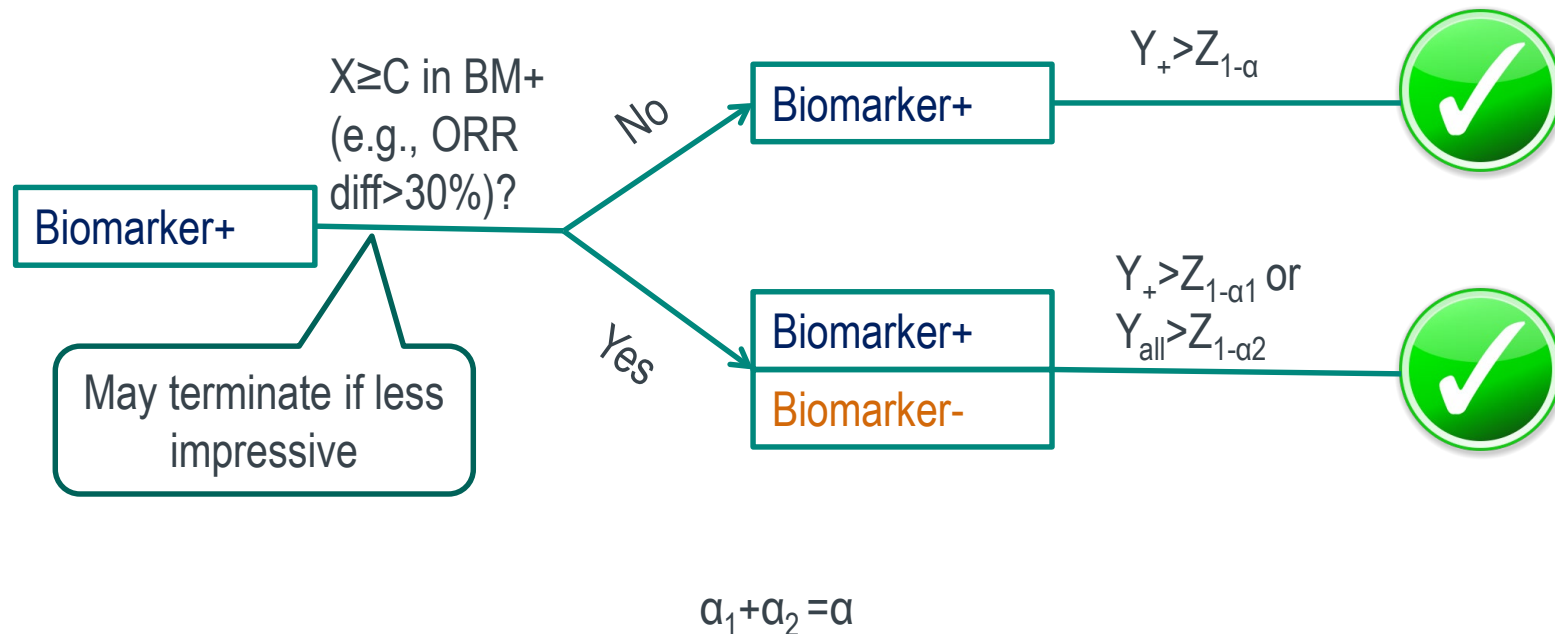 X≥C in BM+
(e.g., ORR
diff>30%)?
Biomarker+
No
Yes
May terminate if less
impressive
Biomarker+
Y₊>Z₁₋α
Biomarker+
Biomarker-
Y₊>Z₁₋α₁ or
Yall>Z₁₋α₂
α₁+α₂ =α